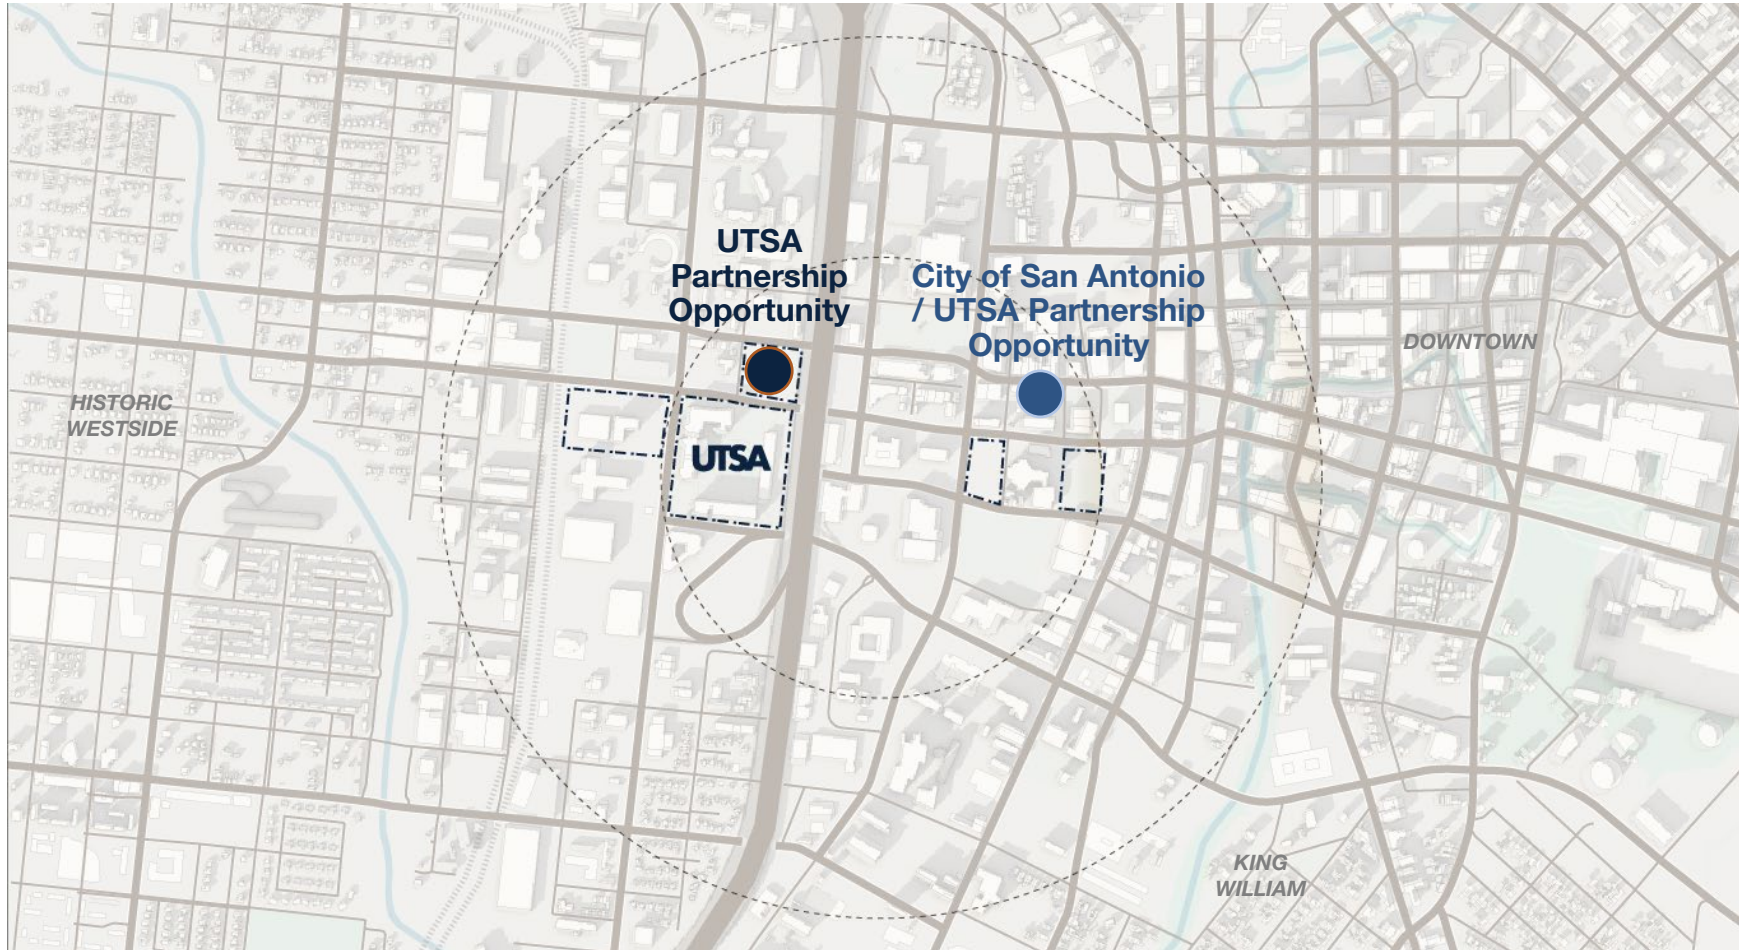 UTSA
Partnership
Opportunity
City of San Antonio
/ UTSA Partnership
Opportunity
DOWNTOWN
HISTORIC
WESTSIDE
UTSA
KING
WILLIAM